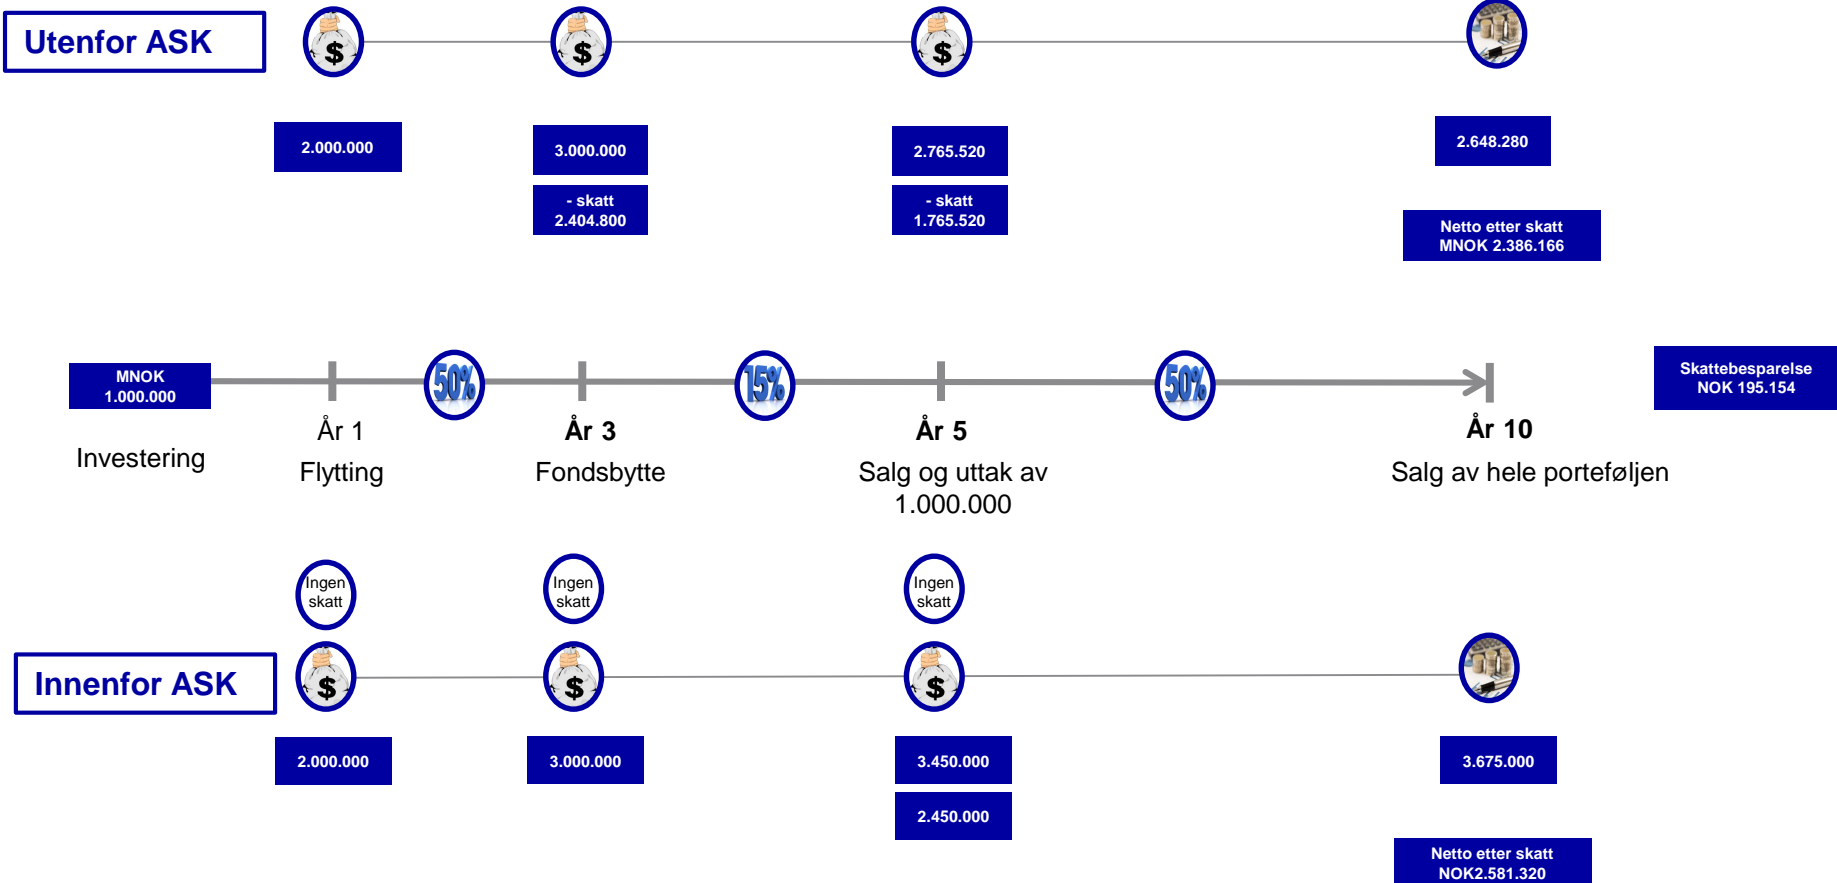 Utenfor ASK
$
$
$
2.000.000
3.000.000
2.765.520
2.648.280
- skatt
2.404.800
- skatt
1.765.520
Netto etter skatt
MNOK 2.386.166
MNOK
1.000.000
50%
15%
50%
Skattebesparelse
NOK 195.154
År 1
År 3
År 5
År 10
Investering
Flytting
Fondsbytte
Salg og uttak av
1.000.000
Salg av hele porteføljen
Ingen
skatt
Ingen
skatt
Ingen
skatt
Innenfor ASK
$
$
$
2.000.000
3.000.000
3.450.000
3.675.000
2.450.000
Netto etter skatt
NOK2.581.320